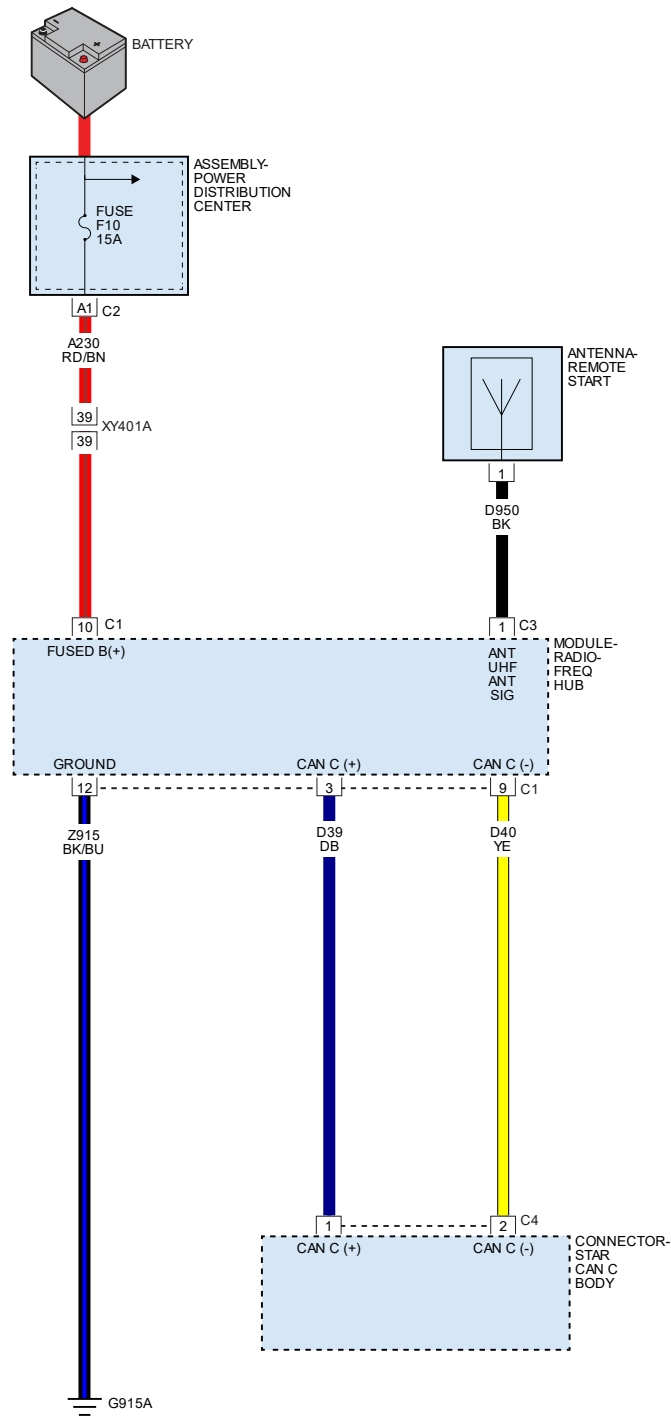 BATTERY
ASSEMBLY-
POWER
DISTRIBUTION
CENTER
FUSE
F10
15A
A1 C2
A230
RD/BN
39
XY401A
39
ANTENNA-
REMOTE
START
1
D950
BK
10 C1
1 C3
FUSED B(+)
ANT
UHF
ANT
SIG
MODULE-
RADIO-
FREQ
HUB
GROUND CAN C (+) CAN C (-)
12 3 9 C1
Z915
BK/BU
D39
DB
D40
YE
1 2 C4
CAN C (+) CAN C (-)
CONNECTOR-
STAR
CAN C
BODY
G915A